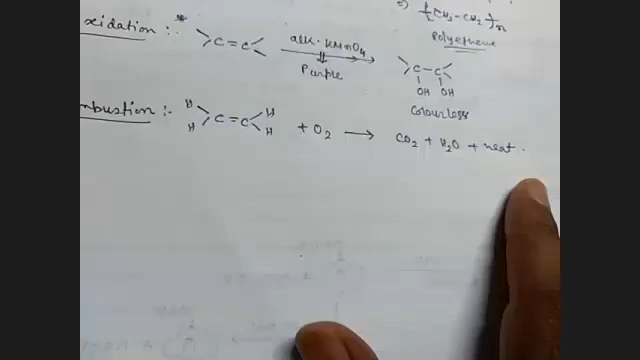 c) {CH2-CH2}n
Polyethene
xidation :- * C=C alk. KMnO4
Purple
C-C
OH OH
Colourless
mbustion :- H H C=C H H + O2 → CO2 + H2O + heat.